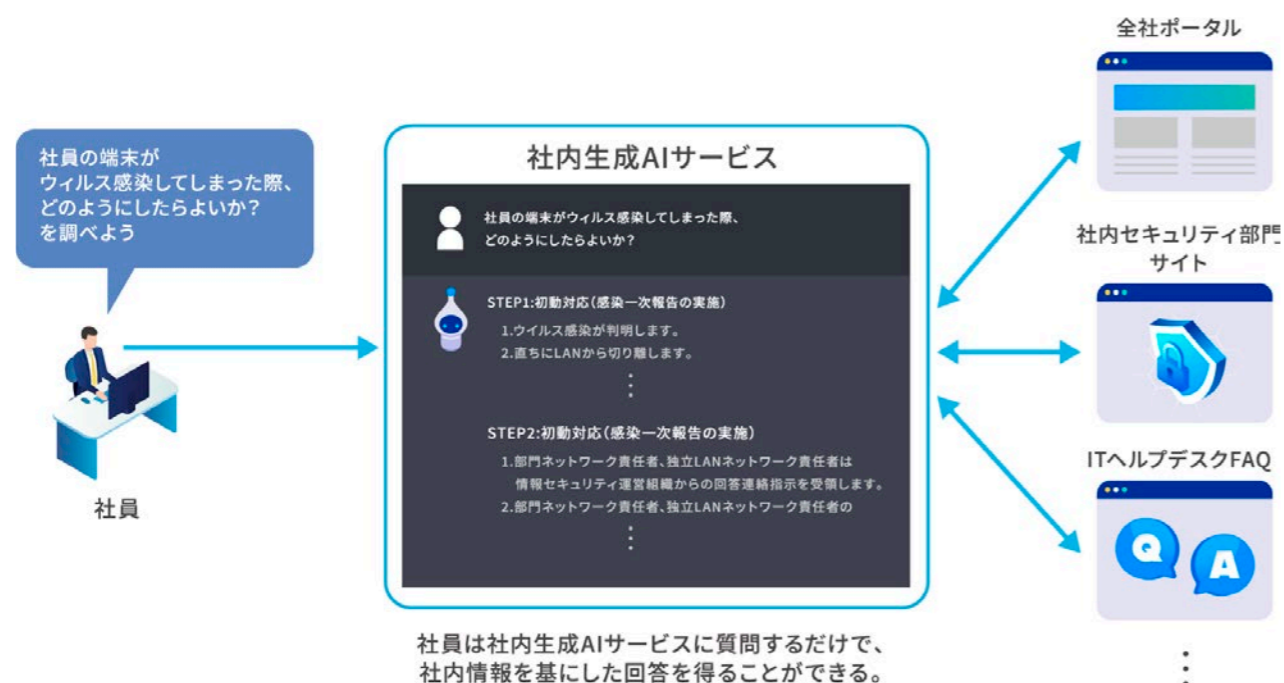 社員の端末が
ウィルス感染してしまった際、
どのようにしたらよいか?
を調べよう
社員
社内生成AIサービス
社員の端末がウィルス感染してしまった際、
どのようにしたらよいか?
STEP1:初動対応(感染一次報告の実施)
1.ウイルス感染が判明します。
2.直ちにLANから切り離します。
STEP2:初動対応(感染一次報告の実施)
1.部門ネットワーク責任者、独立LANネットワーク責任者は
情報セキュリティ運営組織からの回答連絡指示を受領します。
2.部門ネットワーク責任者、独立LANネットワーク責任者の
社員は社内生成AIサービスに質問するだけで、
社内情報を基にした回答を得ることができる。
全社ポータル
社内セキュリティ部門
サイト
ITヘルプデスクFAQ
Q
A